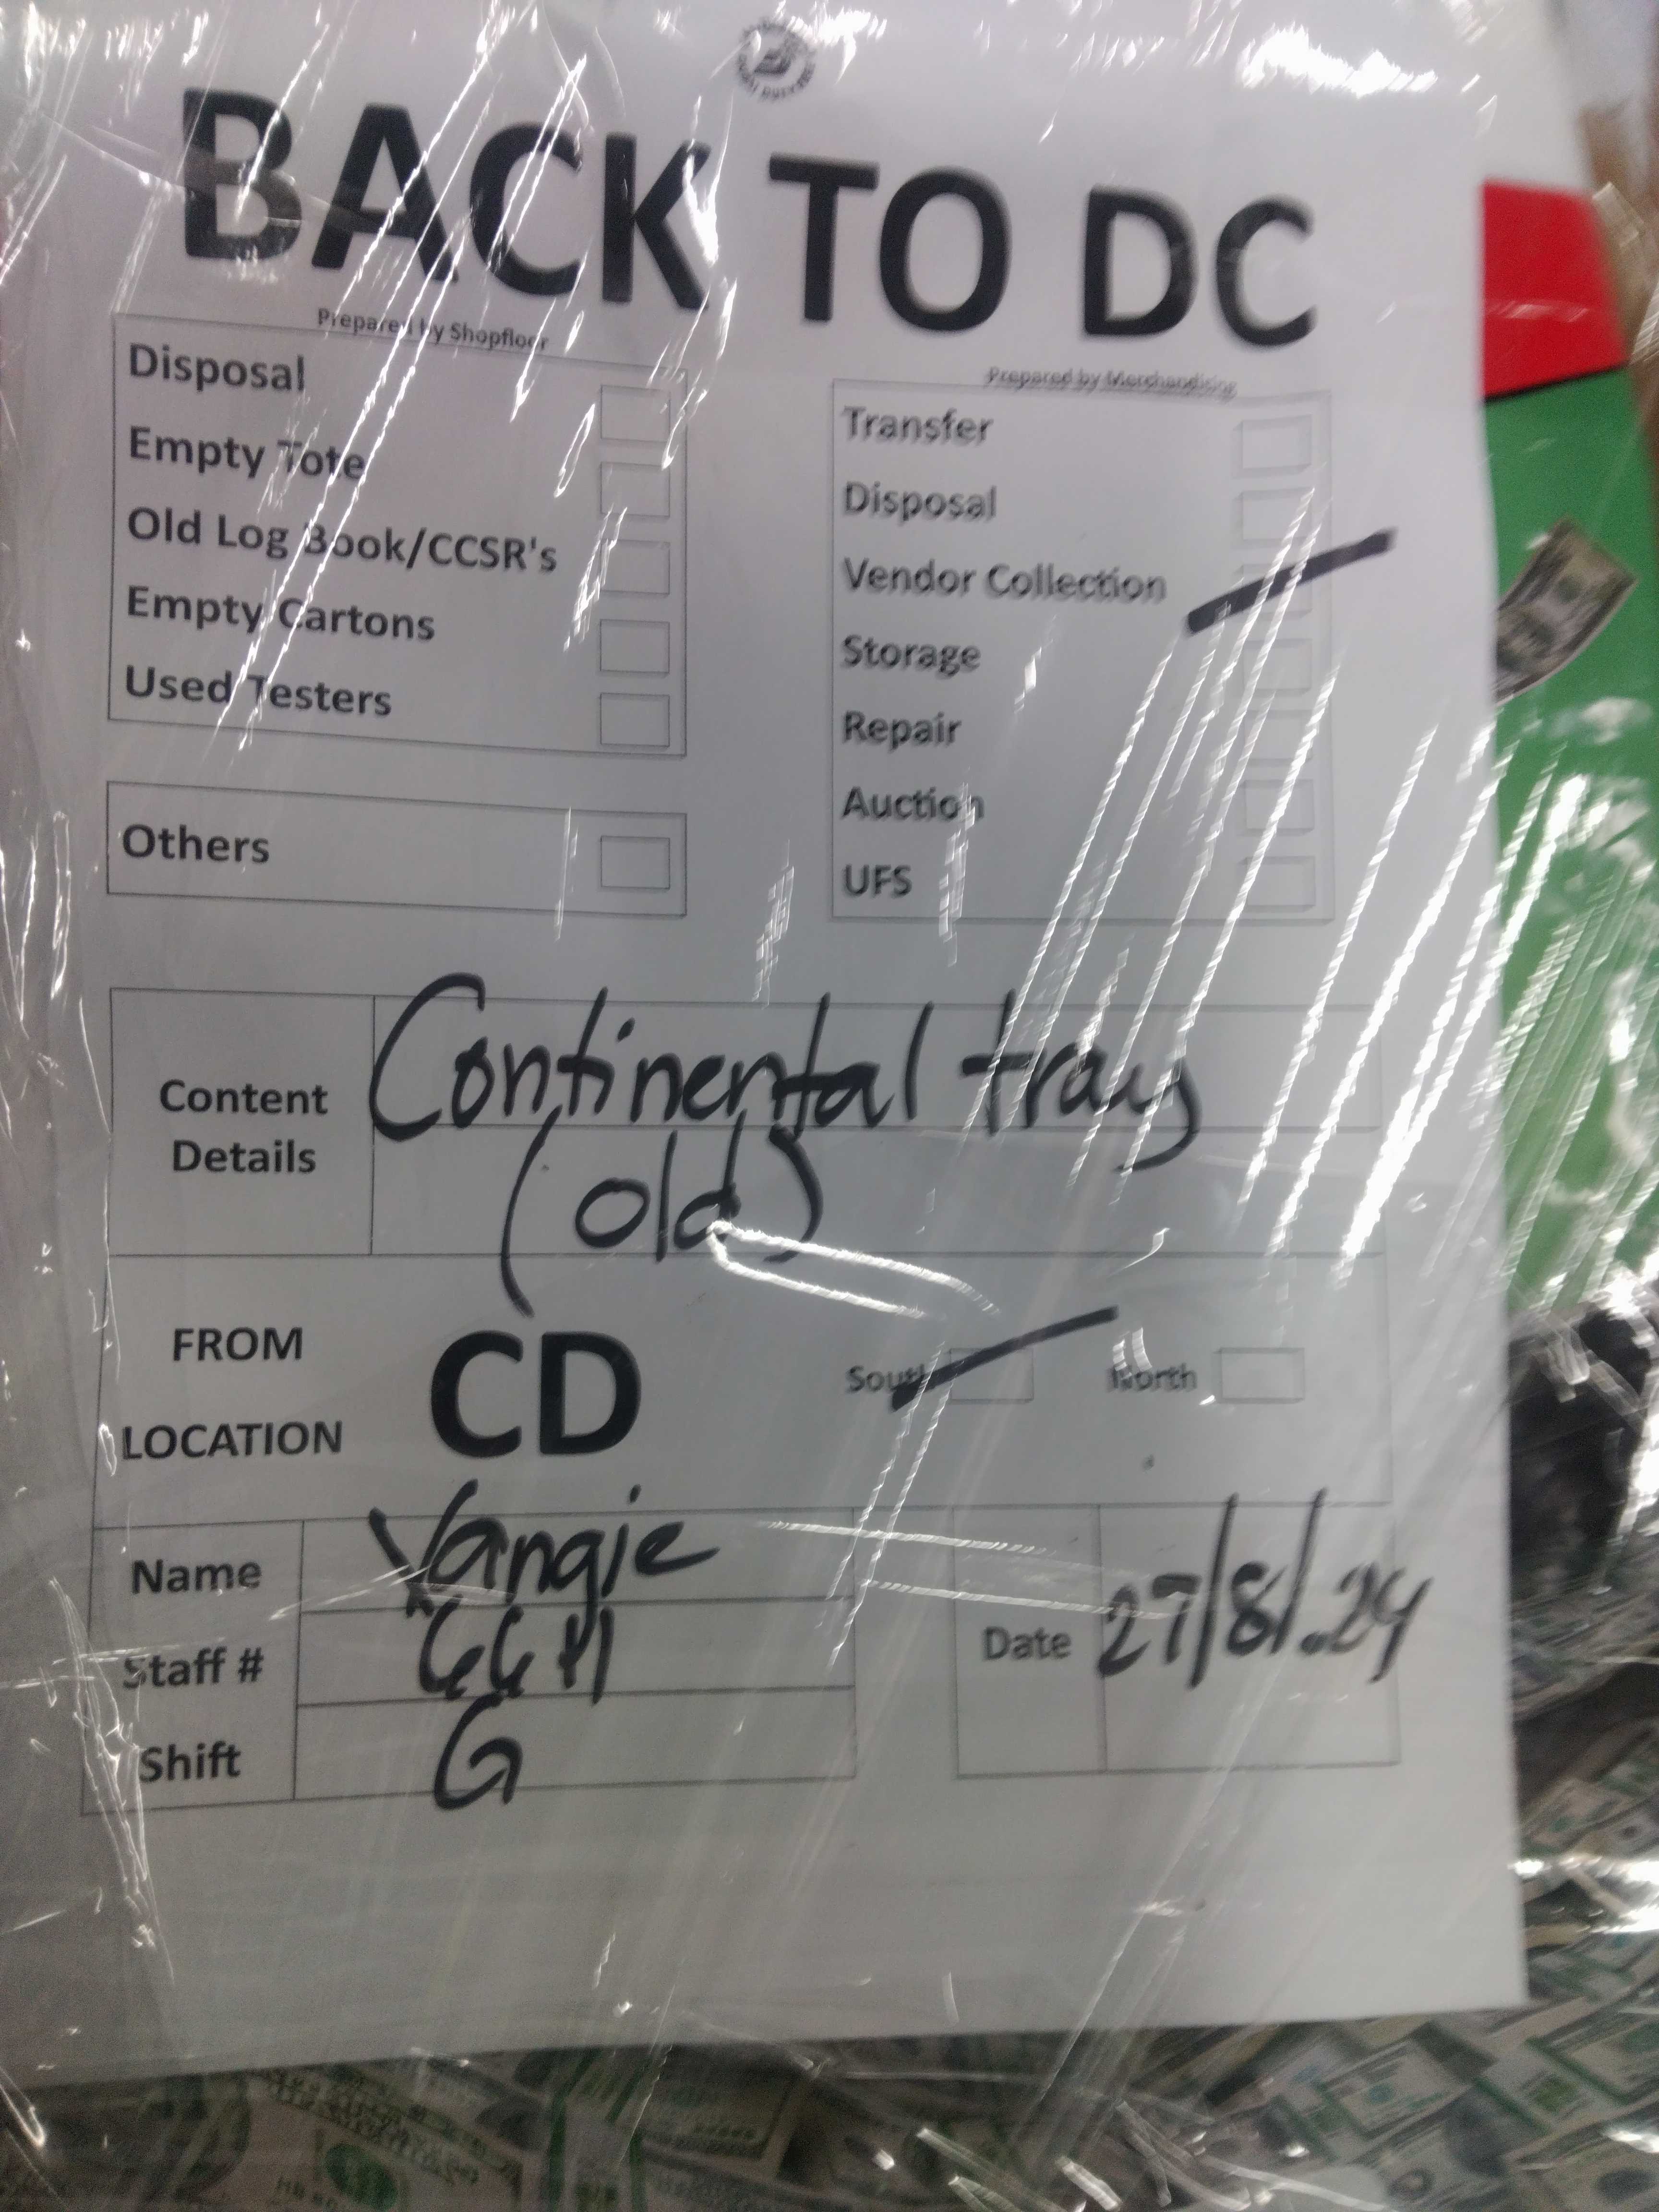 BACK TO DC
Prepared by Shopfloor
Disposal
Empty Tote
Old Log Book/CCSR's
Empty Cartons
Used Testers
Others
Prepared by Merchandising
Transfer
Disposal
Vendor Collection
Storage
Repair
Auction
UFS
Content
Details
Continental tray
(old)
FROM
LOCATION
CD
South
North
Name
Vangie
Staff #
Shift
G
Date
27/8/.24